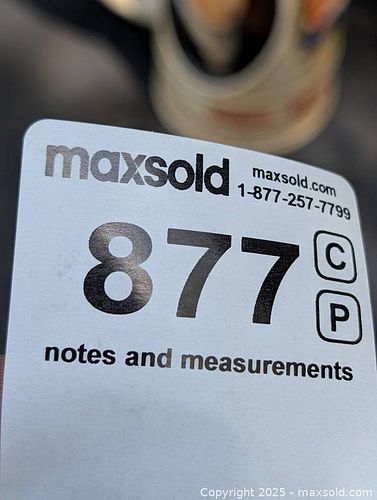 maxsold
maxsold.com
1-877-257-7799
877
C
P
notes and measurements
Copyright 2025 - maxsold.com